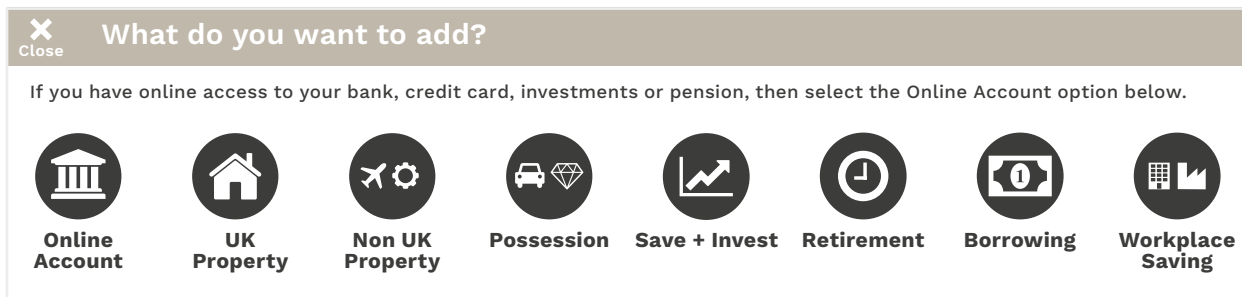 What do you want to add?
Close
If you have online access to your bank, credit card, investments or pension, then select the Online Account option below.
1
Online
Account
UK
Property
Non UK
Property
Possession
Save + Invest
Retirement
Borrowing
Workplace
Saving